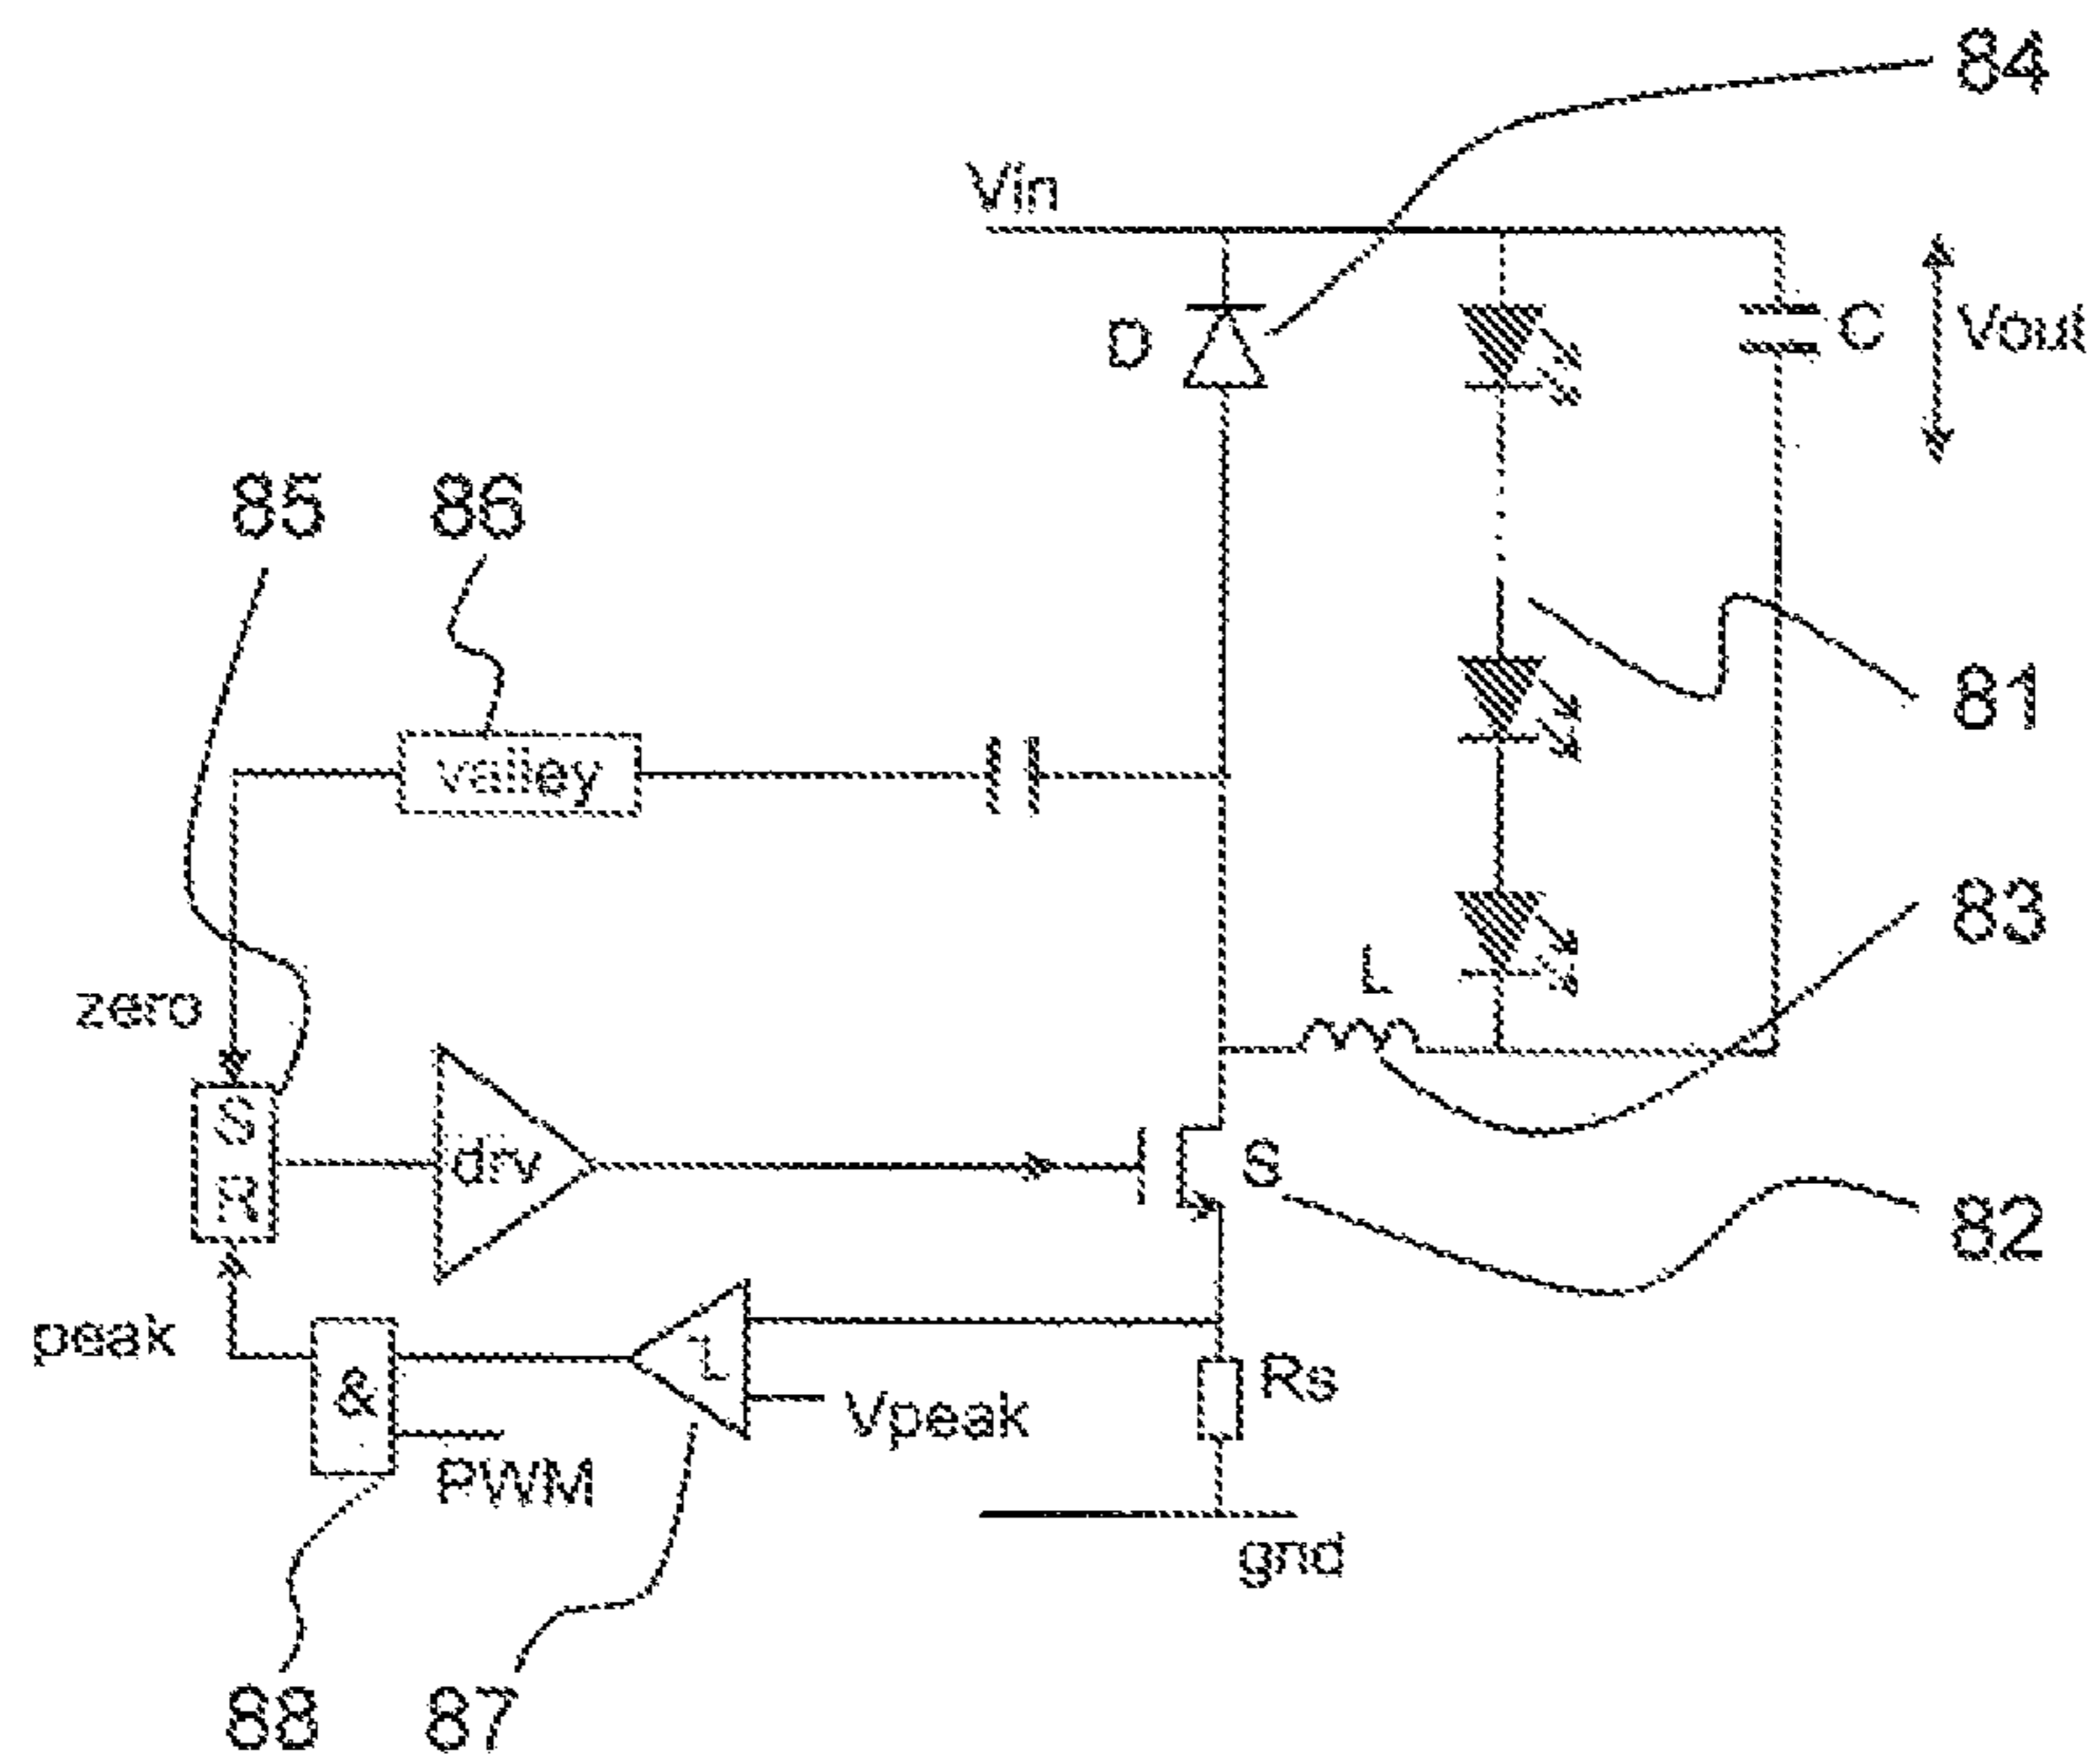 84
Vin
D
C
Vout
85
86
81
valley
83
zero
L
S
R
drv
S
82
peak
&
Vpeak
Rs
PWM
gnd
88
87